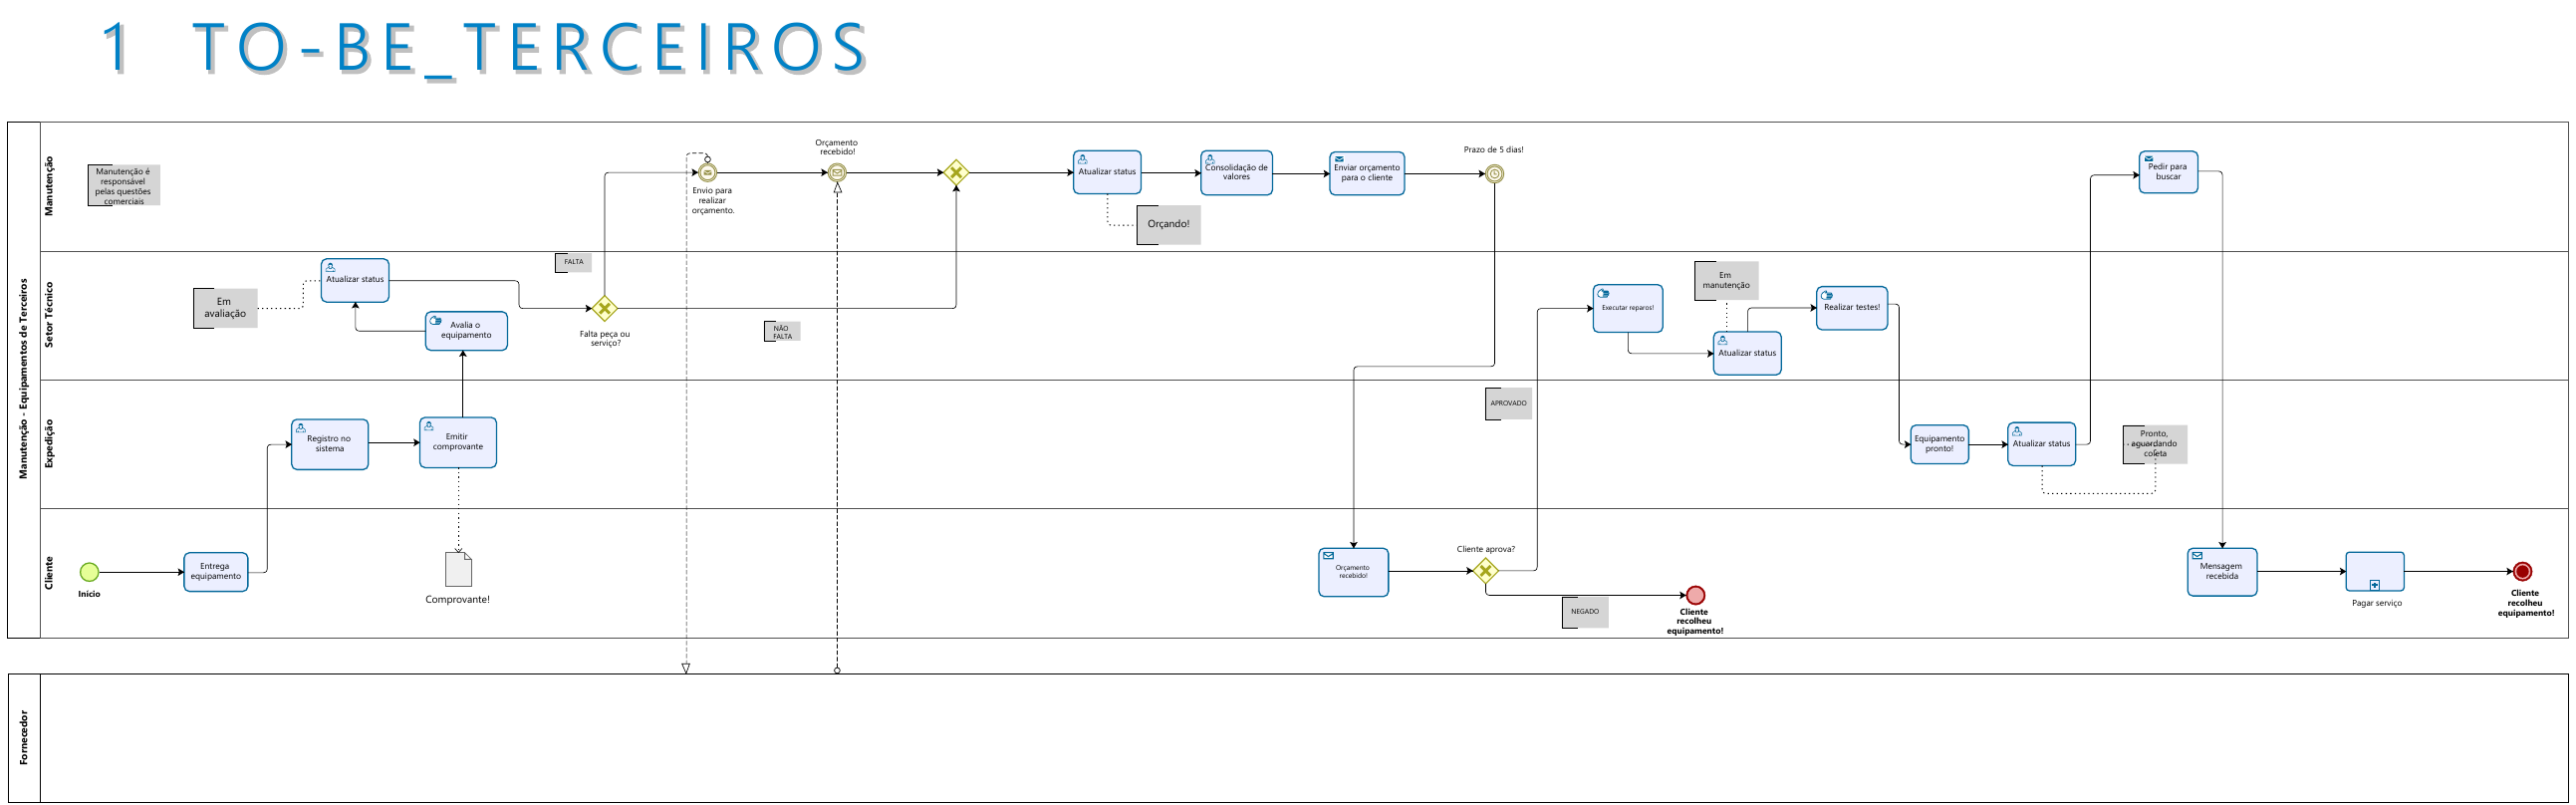 1 TO-BE_TERCEIROS
Manutenção - Equipamentos de Terceiros
Manutenção
Manutenção é
responsável
pelas questões
comerciais
Envio para
realizar
orçamento.
Orçamento
recebido!
Atualizar status
Orçando!
Consolidação de
valores
Enviar orçamento
para o cliente
Prazo de 5 dias!
Pedir para
buscar
Setor Técnico
Em
avaliação
Atualizar status
Avalia o
equipamento
FALTA
Falta peça ou
serviço?
NÃO
FALTA
Executar reparos!
Em
manutenção
Atualizar status
Realizar testes!
Expedição
Registro no
sistema
Emitir
comprovante
APROVADO
Equipamento
pronto!
Atualizar status
Pronto,
aguardando
coleta
Cliente
Início
Entrega
equipamento
Comprovante!
Orçamento
recebido!
Cliente aprova?
NEGADO
Cliente
recolheu
equipamento!
Mensagem
recebida
Pagar serviço
Cliente
recolheu
equipamento!
Fornecedor